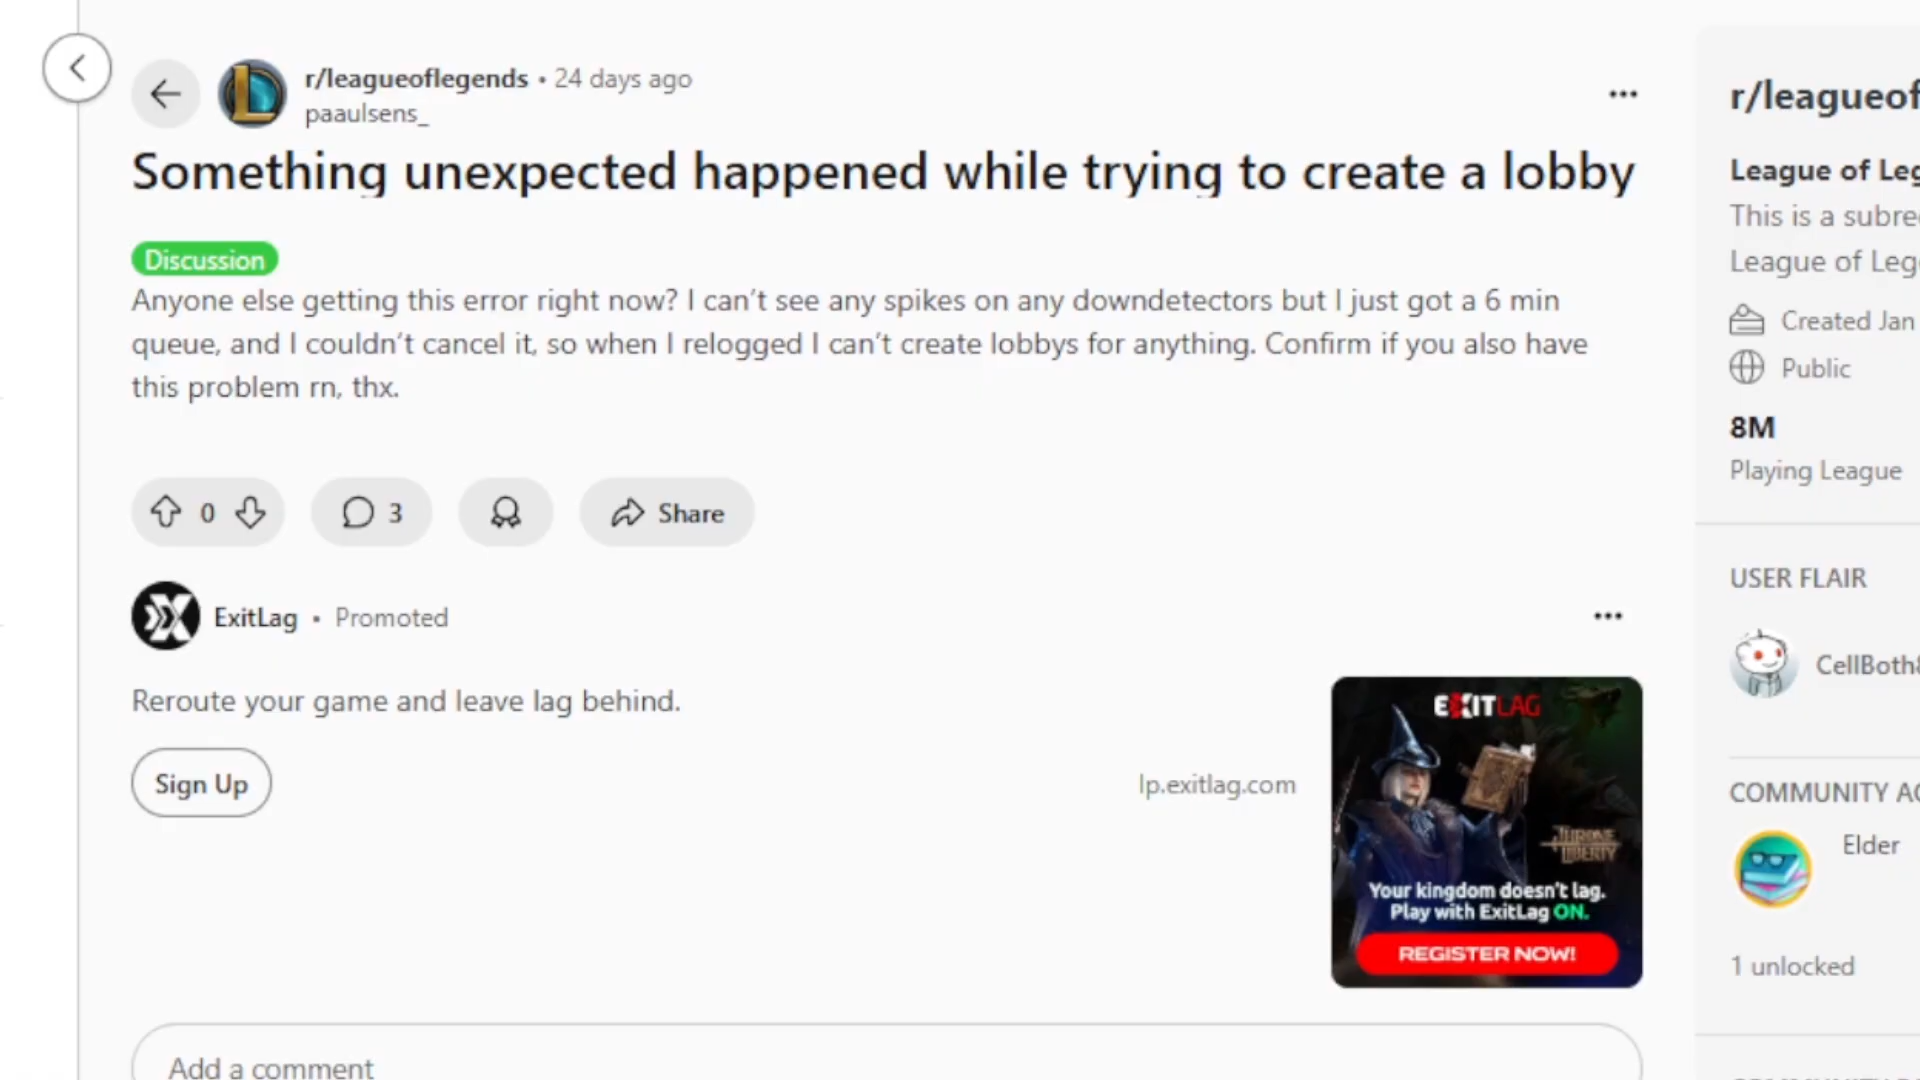 r/leagueoflegends • 24 days ago
paaulsens_
Something unexpected happened while trying to create a lobby
Discussion
Anyone else getting this error right now? I can't see any spikes on any downdetectors but I just got a 6 min
queue, and I couldn't cancel it, so when I relogged I can't create lobbys for anything. Confirm if you also have
this problem rn, thx.
0
3
Share
ExitLag • Promoted
Reroute your game and leave lag behind.
Sign Up
lp.exitlag.com
EXITLAG
THRONE
LIBERTY
Your kingdom doesn't lag.
Play with ExitLag ON.
REGISTER NOW!
Add a comment
r/leagueof
League of Leg
This is a subre
League of Leg
Created Jan
Public
8M
Playing League
USER FLAIR
CellBoth
COMMUNITY AC
Elder
1 unlocked